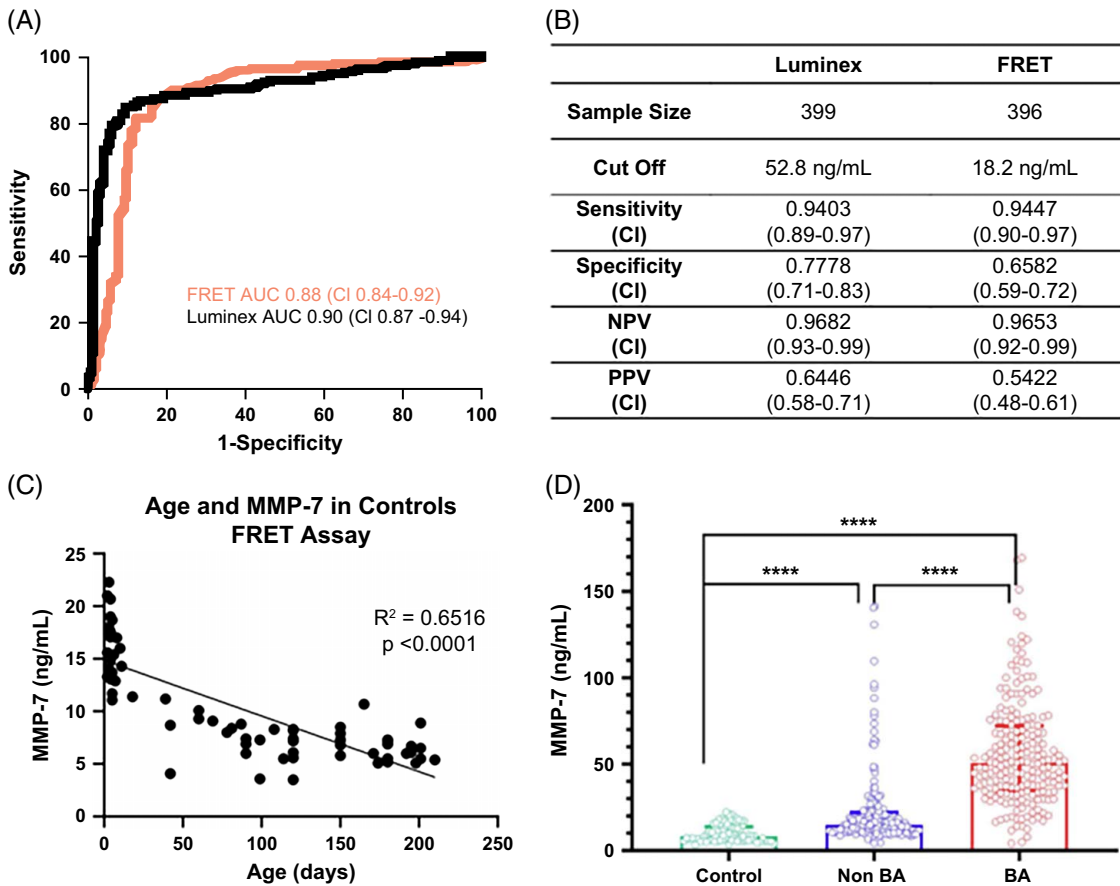 (A)
100
80
60
40
20
0
Sensitivity
FRET AUC 0.88 (CI 0.84-0.92)
Luminex AUC 0.90 (CI 0.87 -0.94)
0 20 40 60 80 100
1-Specificity
(B)
Luminex FRET
Sample Size 399 396
Cut Off 52.8 ng/mL 18.2 ng/mL
Sensitivity 0.9403 0.9447
(CI) (0.89-0.97) (0.90-0.97)
Specificity 0.7778 0.6582
(CI) (0.71-0.83) (0.59-0.72)
NPV 0.9682 0.9653
(CI) (0.93-0.99) (0.92-0.99)
PPV 0.6446 0.5422
(CI) (0.58-0.71) (0.48-0.61)
(C)
Age and MMP-7 in Controls
FRET Assay
25
20
15
10
5
0
MMP-7 (ng/mL)
R² = 0.6516
p <0.0001
0 50 100 150 200 250
Age (days)
(D)
200
150
100
50
0
MMP-7 (ng/mL)
****
**** ****
Control Non BA BA